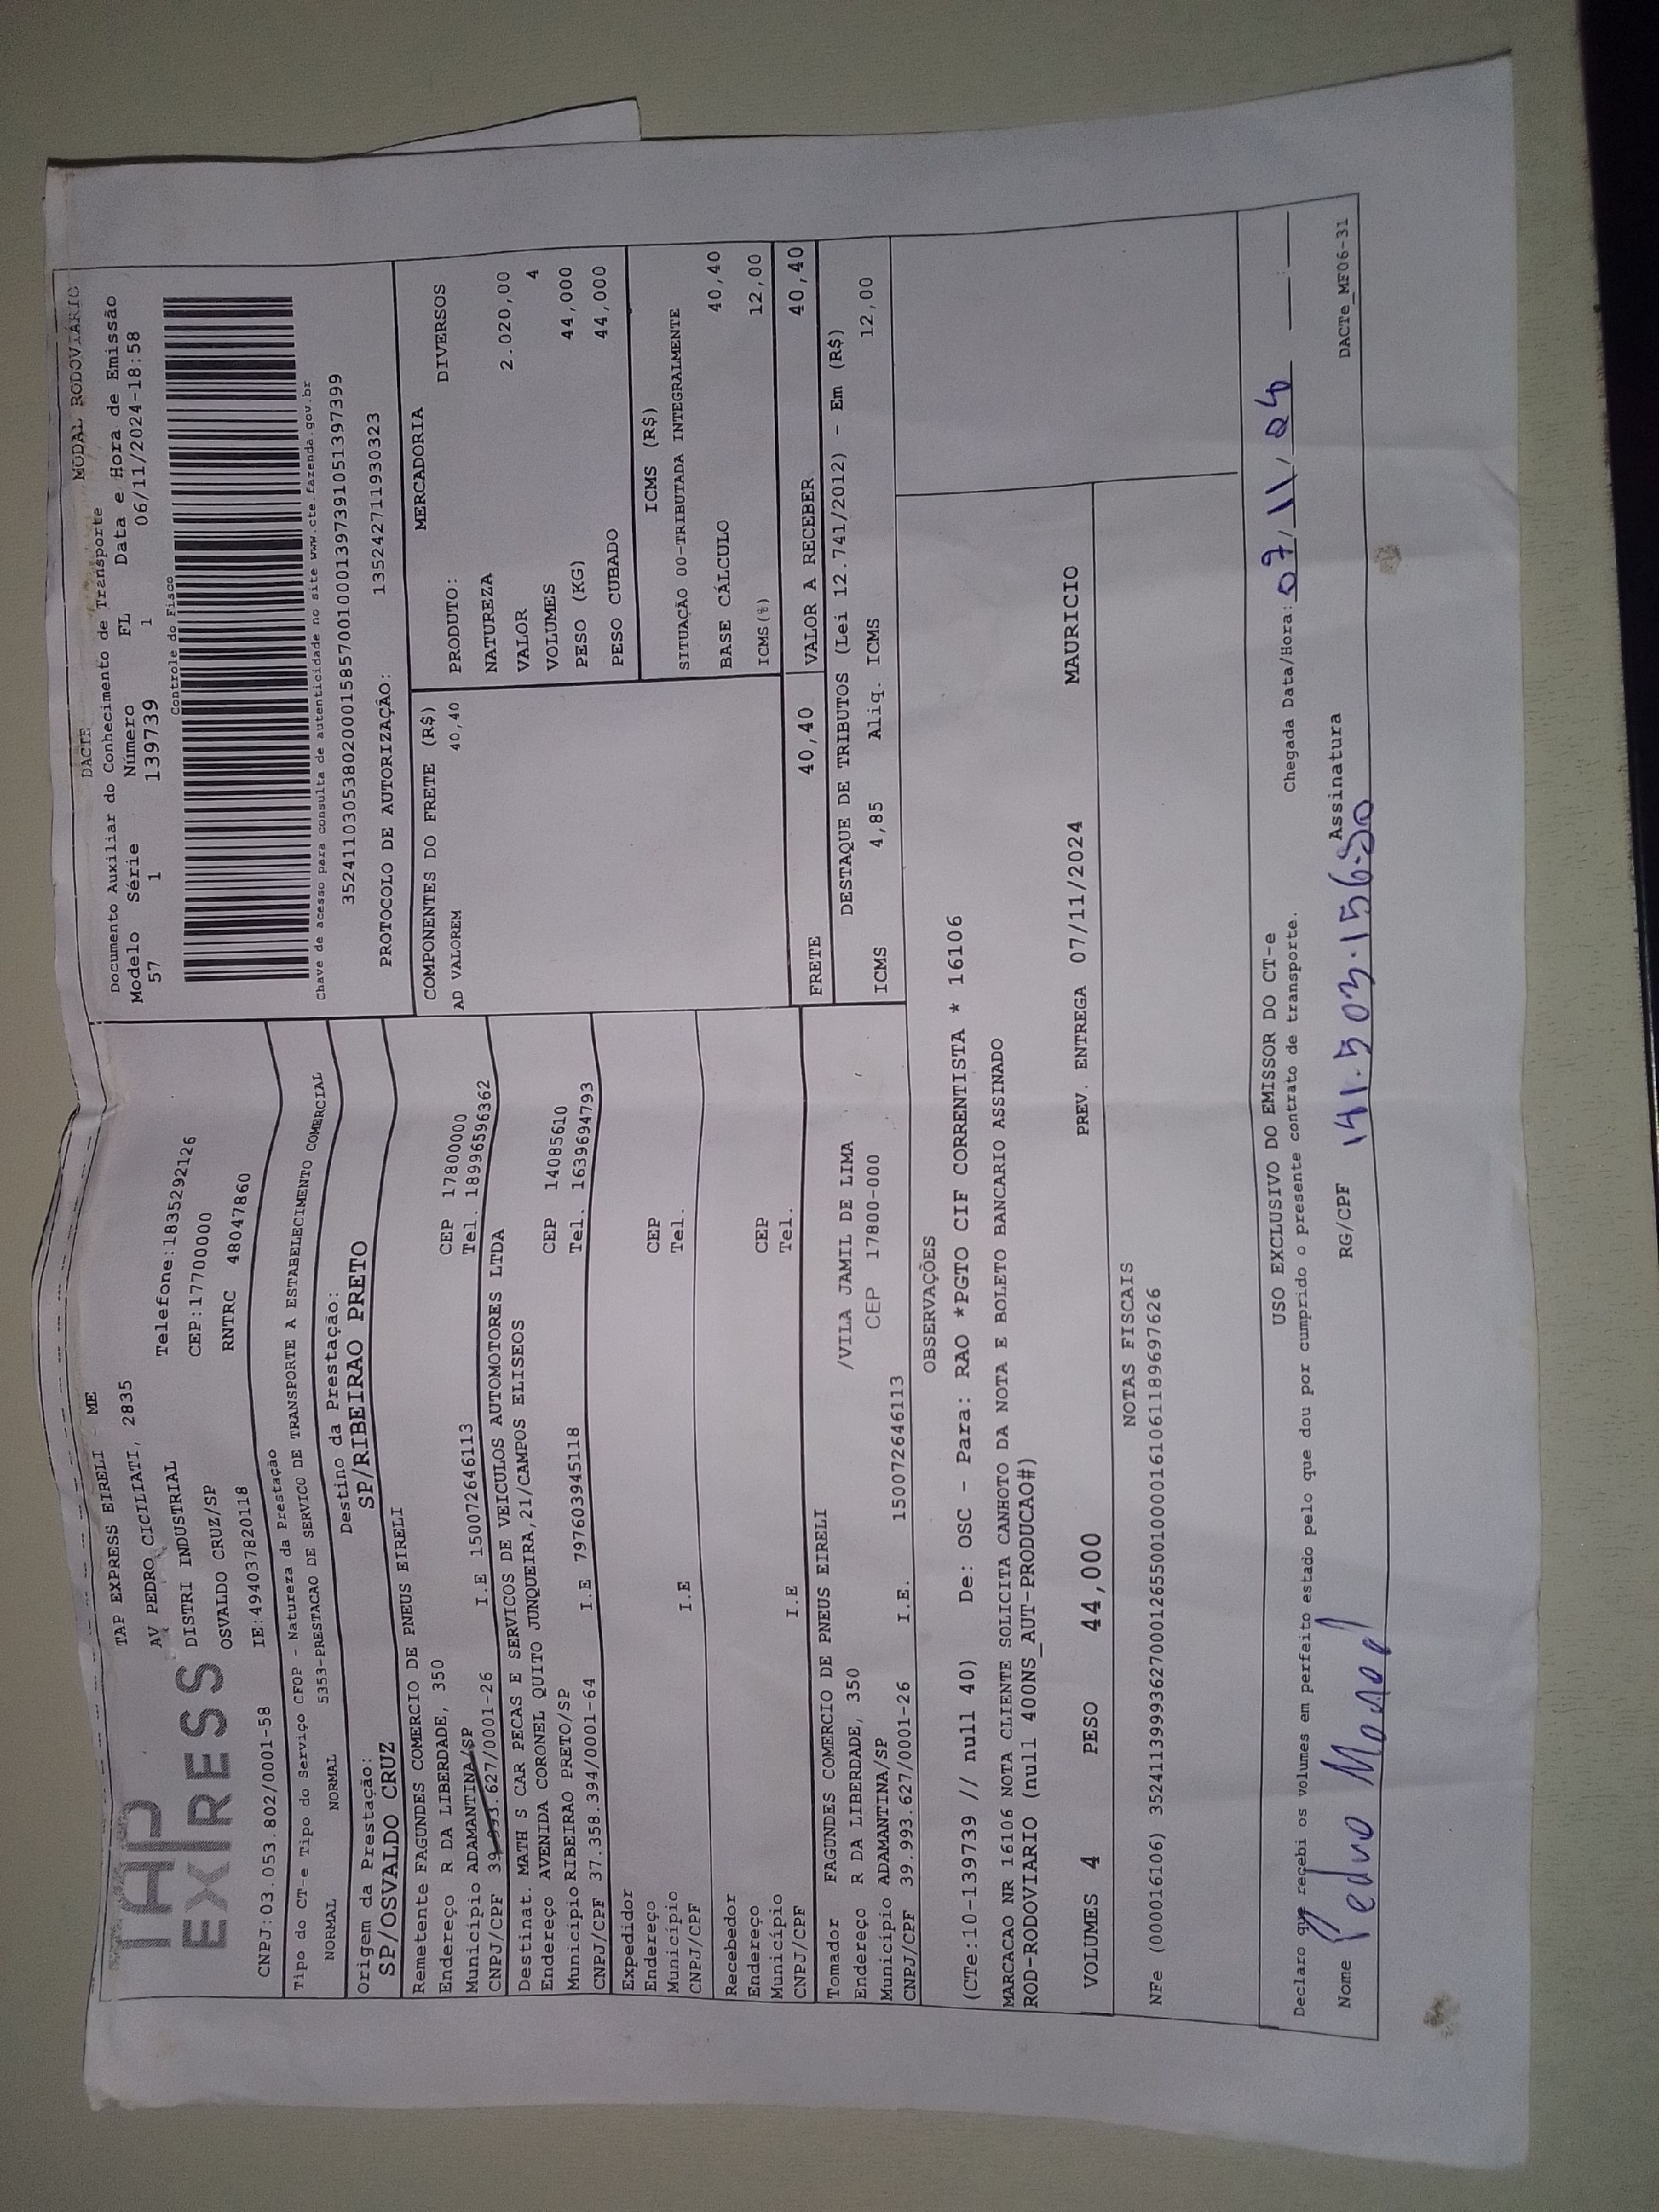 TAP
EXPRESS
TAP EXPRESS EIRELI ME
AV PEDRO CICILIATI, 2835
DISTRI INDUSTRIAL
OSVALDO CRUZ/SP
Telefone:1835292126
CEP:17700000
RNTRC 48047860
CNPJ:03.053.802/0001-58 IE:494037820118
Tipo do CT-e Tipo do Serviço CFOP - Natureza da Prestação
NORMAL NORMAL 5353-PRESTACAO DE SERVICO DE TRANSPORTE A ESTABELECIMENTO COMERCIAL
Origem da Prestação: Destino da Prestação:
SP/OSVALDO CRUZ SP/RIBEIRAO PRETO
DACTE MODAL RODOVIÁRIO
Documento Auxiliar do Conhecimento de Transporte
Modelo Série Número FL Data e Hora de Emissão
57 1 139739 1 06/11/2024-18:58
Controle do Fisco
Chave de acesso para consulta de autenticidade no site www.cte.fazenda.gov.br
35241103053802000158570010001397391051397399
PROTOCOLO DE AUTORIZAÇÃO: 135242711930323
Remetente FAGUNDES COMERCIO DE PNEUS EIRELI
Endereço R DA LIBERDADE, 350 CEP 17800000
Município ADAMANTINA/SP Tel. 18996596362
CNPJ/CPF 39.993.627/0001-26 I.E 150072646113
Destinat. MATH S CAR PECAS E SERVICOS DE VEICULOS AUTOMOTORES LTDA
Endereço AVENIDA CORONEL QUITO JUNQUEIRA,21/CAMPOS ELISEOS
Município RIBEIRAO PRETO/SP CEP 14085610
CNPJ/CPF 37.358.394/0001-64 I.E 797603945118 Tel. 1639694793
Expedidor
Endereço CEP
Município Tel.
CNPJ/CPF I.E
Recebedor
Endereço CEP
Município Tel.
CNPJ/CPF I.E
Tomador FAGUNDES COMERCIO DE PNEUS EIRELI
Endereço R DA LIBERDADE, 350 /VILA JAMIL DE LIMA
Município ADAMANTINA/SP CEP 17800-000
CNPJ/CPF 39.993.627/0001-26 I.E. 150072646113
COMPONENTES DO FRETE (R$)
AD VALOREM 40,40
MERCADORIA
PRODUTO: DIVERSOS
NATUREZA
VALOR 2.020,00
VOLUMES 4
PESO (KG) 44,000
PESO CUBADO 44,000
ICMS (R$)
SITUAÇÃO 00-TRIBUTADA INTEGRALMENTE
BASE CÁLCULO 40,40
ICMS(%) 12,00
FRETE 40,40 VALOR A RECEBER 40,40
DESTAQUE DE TRIBUTOS (Lei 12.741/2012) - Em (R$)
ICMS 4,85 Aliq. ICMS 12,00
OBSERVAÇÕES
(CTe:10-139739 // null 40) De: OSC - Para: RAO *PGTO CIF CORRENTISTA * 16106
MARCACAO NR 16106 NOTA CLIENTE SOLICITA CANHOTO DA NOTA E BOLETO BANCARIO ASSINADO
ROD-RODOVIARIO (null 400NS_AUT-PRODUCAO#)
VOLUMES 4 PESO 44,000 PREV. ENTREGA 07/11/2024 MAURICIO
NOTAS FISCAIS
NFe (00016106) 35241139993627000126550010000161061189697626
USO EXCLUSIVO DO EMISSOR DO CT-e
Declaro que recebi os volumes em perfeito estado pelo que dou por cumprido o presente contrato de transporte. Chegada Data/Hora: 07/11/24 __:__
Nome Pedro RG/CPF 141.503.156-50 Assinatura
DACTe_MF06-31